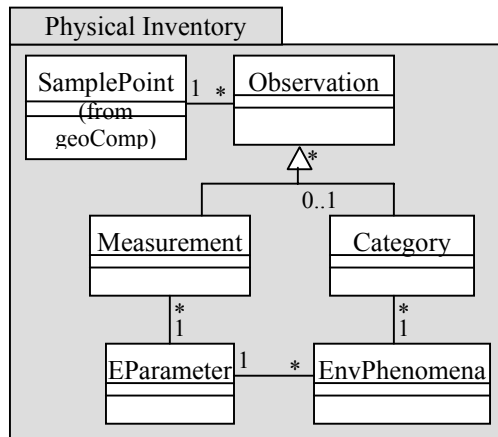 Physical Inventory
SamplePoint
(from
geoComp)
1
*
Observation
*
0..1
Measurement
Category
*
1
*
1
EParameter
1
*
EnvPhenomena